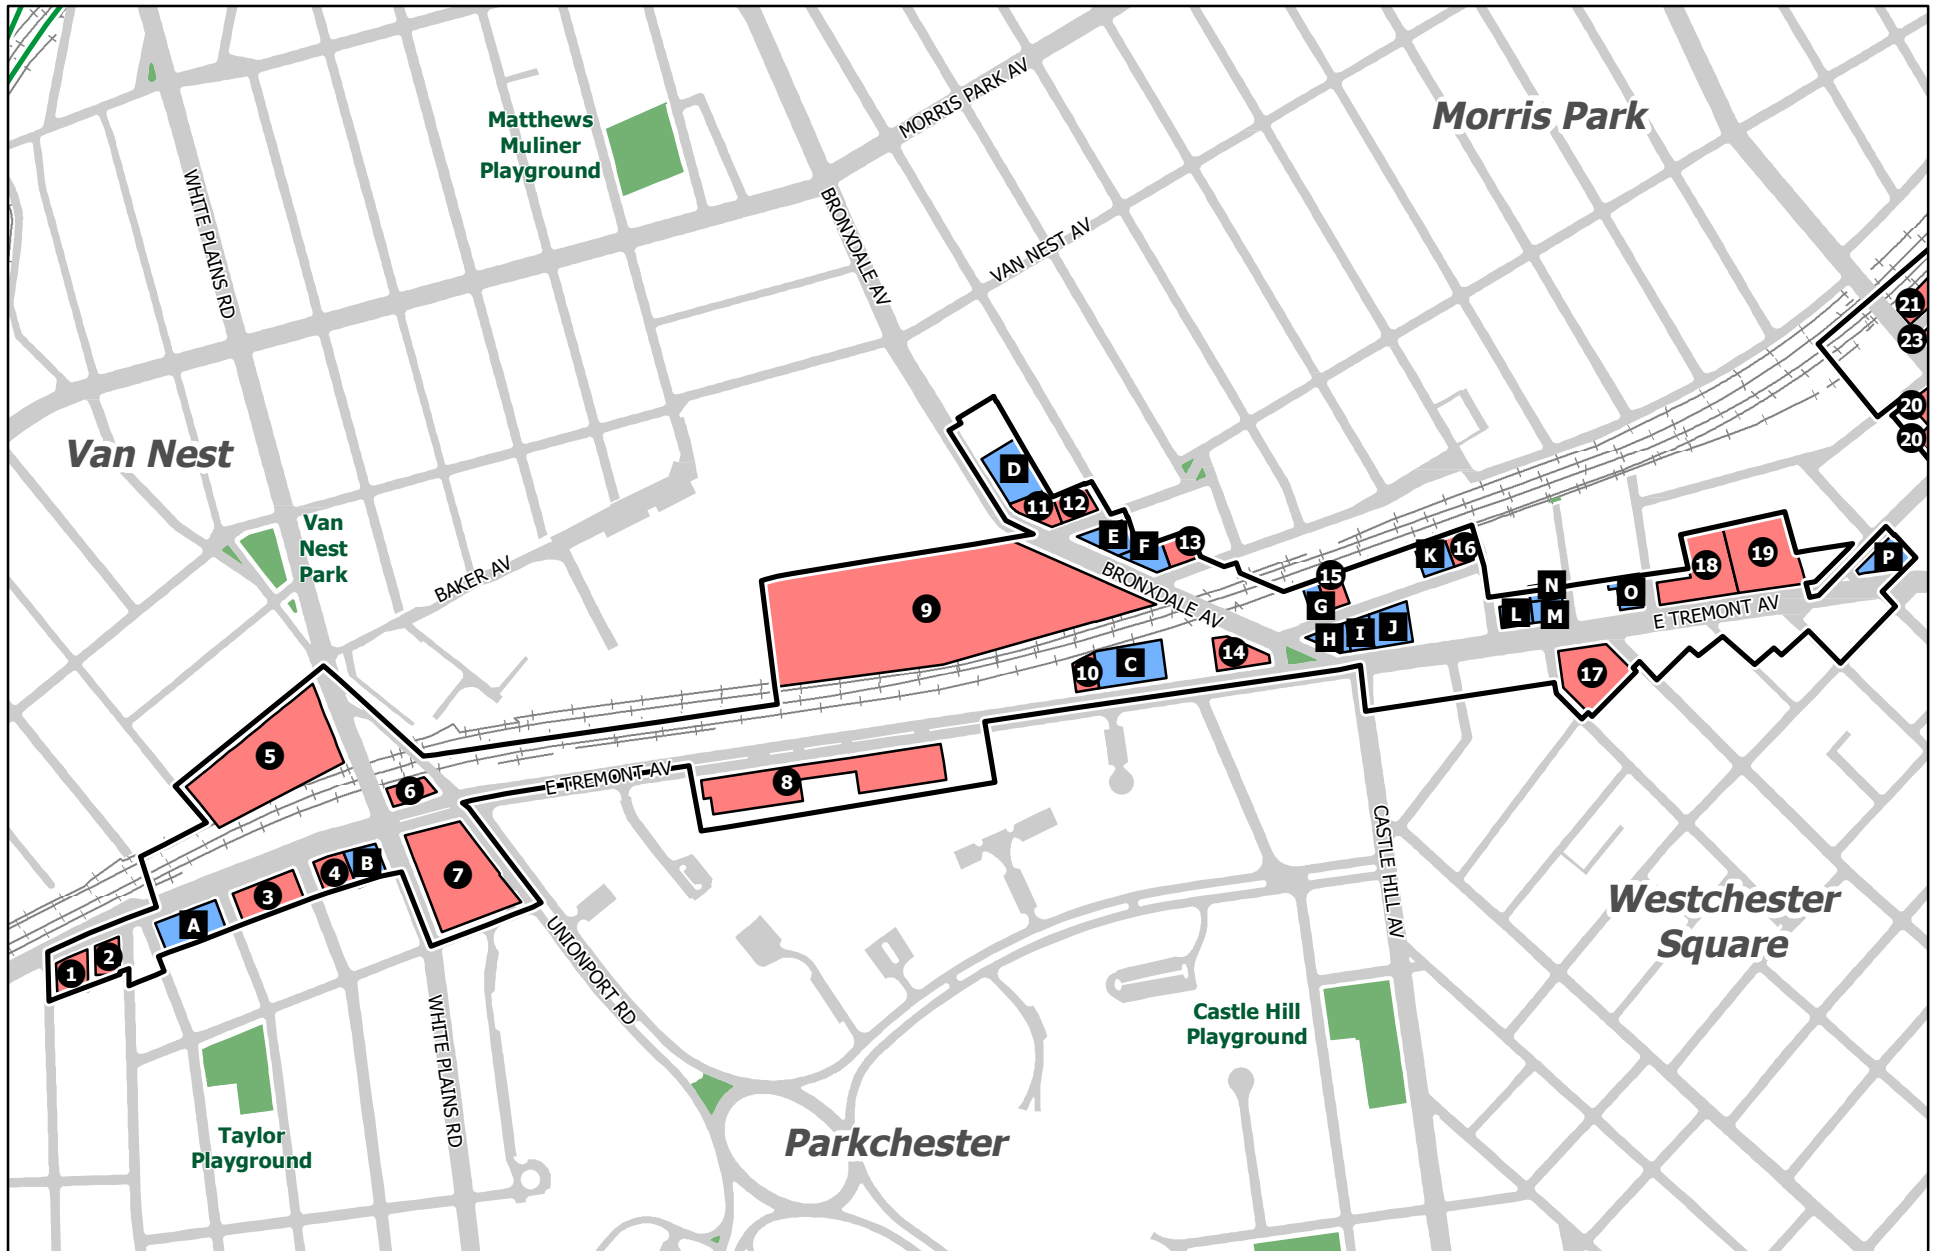 Matthews
Muliner
Playground
MORRIS PARK AV
Morris Park
WHITE PLAINS RD
BRONXDALE AV
VAN NEST AV
21
23
20
20
Van Nest
D
11
12
E
F
13
Van
Nest
Park
BAKER AV
9
BRONXDALE AV
15
G
H
I
J
K
16
L
N
M
O
18
19
P
E TREMONT AV
10
C
14
17
5
6
E TREMONT AV
8
4
B
7
3
A
2
1
CASTLE HILL AV
Westchester
Square
UNIONPORT RD
WHITE PLAINS RD
Castle Hill
Playground
Taylor
Playground
Parkchester